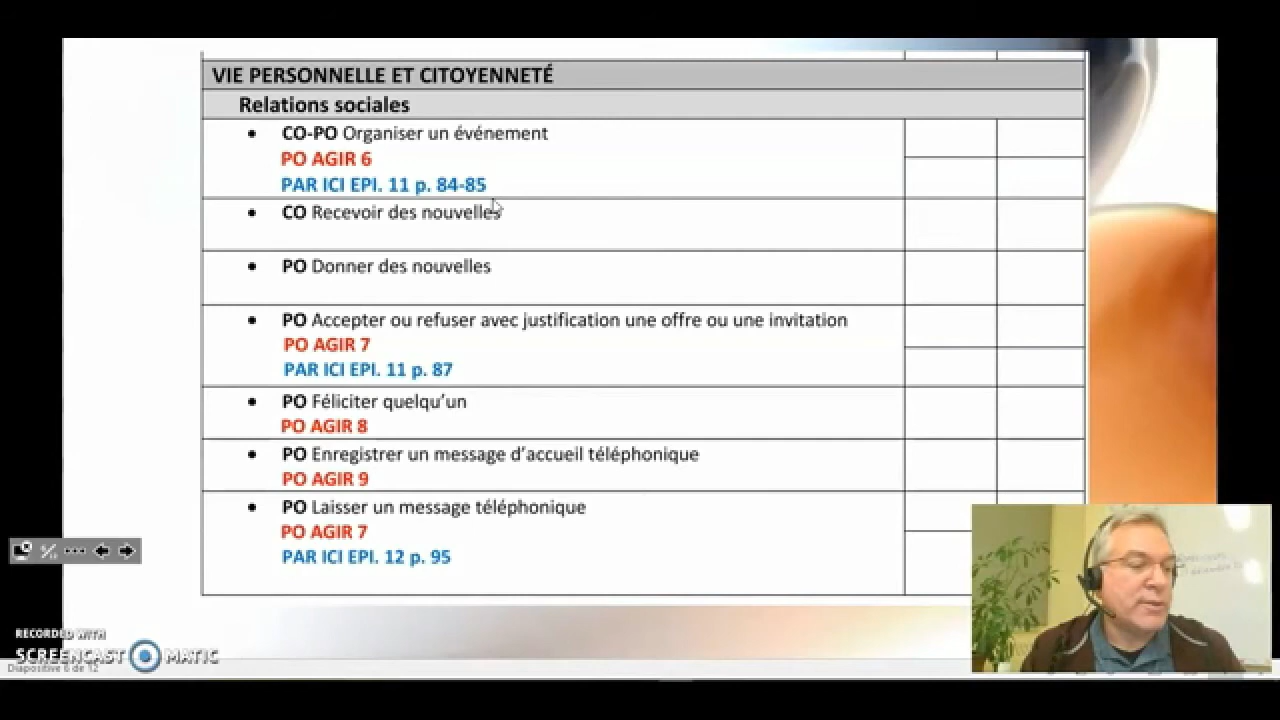 VIE PERSONNELLE ET CITOYENNETÉ
Relations sociales
• CO-PO Organiser un événement
PO AGIR 6
PAR ICI EPI. 11 p. 84-85
• CO Recevoir des nouvelles
• PO Donner des nouvelles
• PO Accepter ou refuser avec justification une offre ou une invitation
PO AGIR 7
PAR ICI EPI. 11 p. 87
• PO Féliciter quelqu’un
PO AGIR 8
• PO Enregistrer un message d’accueil téléphonique
PO AGIR 9
• PO Laisser un message téléphonique
PO AGIR 7
PAR ICI EPI. 12 p. 95
RECORDED WITH
SCREENCAST MATIC
Diapositive 6 de 12